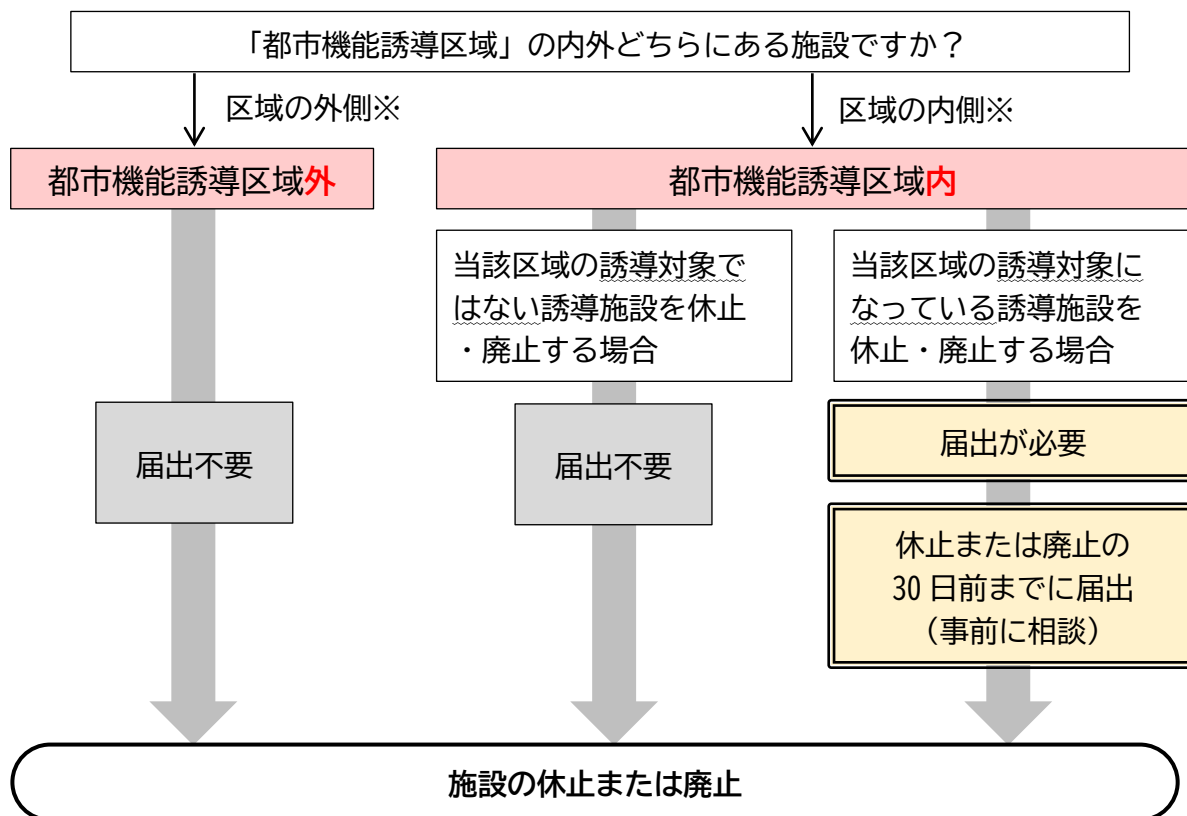 「都市機能誘導区域」の内外どちらにある施設ですか？
区域の外側※
区域の内側※
都市機能誘導区域外
都市機能誘導区域内
当該区域の誘導対象で
はない誘導施設を休止
・廃止する場合
当該区域の誘導対象に
なっている誘導施設を
休止・廃止する場合
届出不要
届出不要
届出が必要
休止または廃止の
30日前までに届出
（事前に相談）
施設の休止または廃止